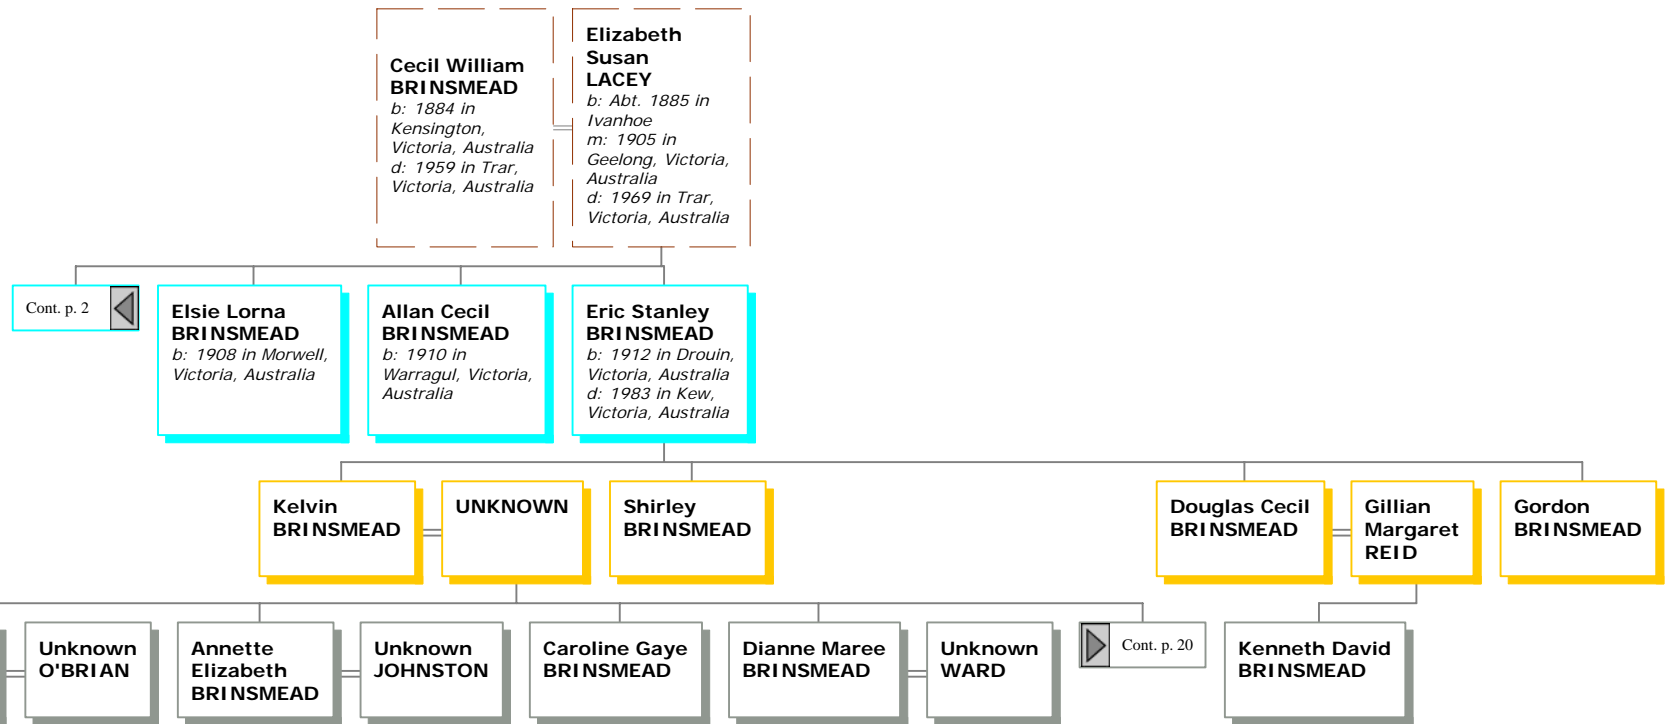 Cecil William
BRINSMEAD
b: 1884 in
Kensington,
Victoria, Australia
d: 1959 in Trar,
Victoria, Australia
Elizabeth
Susan
LACEY
b: Abt. 1885 in
Ivanhoe
m: 1905 in
Geelong, Victoria,
Australia
d: 1969 in Trar,
Victoria, Australia
Cont. p. 2
Elsie Lorna
BRINSMEAD
b: 1908 in Morwell,
Victoria, Australia
Allan Cecil
BRINSMEAD
b: 1910 in
Warragul, Victoria,
Australia
Eric Stanley
BRINSMEAD
b: 1912 in Drouin,
Victoria, Australia
d: 1983 in Kew,
Victoria, Australia
Kelvin
BRINSMEAD
UNKNOWN
Shirley
BRINSMEAD
Douglas Cecil
BRINSMEAD
Gillian
Margaret
REID
Gordon
BRINSMEAD
Unknown
O'BRIAN
Annette
Elizabeth
BRINSMEAD
Unknown
JOHNSTON
Caroline Gaye
BRINSMEAD
Dianne Maree
BRINSMEAD
Unknown
WARD
Cont. p. 20
Kenneth David
BRINSMEAD